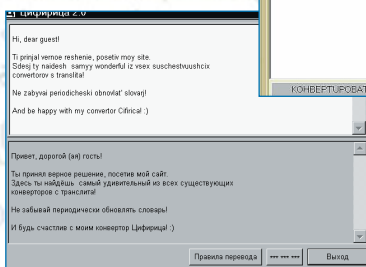 Цифирица 2.0
Hi, dear guest!
Ti prinjal vernoe reshenie, posetiv moy site.
Sdesj ty naidesh samyy wonderful iz vsex suschestvuushcix
convertorov s translita!
Ne zabyvai periodicheski obnovlat' slovarj!
And be happy with my convertor Cifirica! :)
КОНВЕРТИРОВАТ
Привет, дорогой (ая) гость!
Ты принял верное решение, посетив мой сайт.
Здесь ты найдёшь самый удивительный из всех существующих
конверторов с транслита!
Не забывай периодически обновлять словарь!
И будь счастлив с моим конвертор Цифирица! :)
Правила перевода --- --- --- Выход